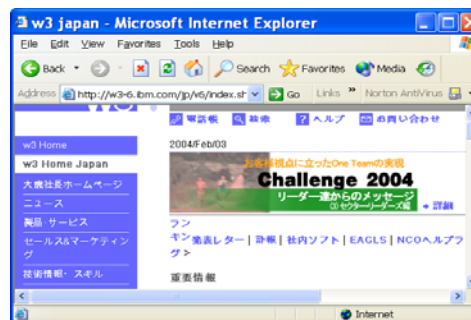 w3 japan - Microsoft Internet Explorer
File Edit View Favorites Tools Help
Back Search Favorites Media
Address http://w3-6.ibm.com/jp/v6/index.sh Go Links » Norton AntiVirus
w3
電話帳 検索 ? ヘルプ お問い合わせ
w3 Home
2004/Feb/03
w3 Home Japan
お客様視点に立ったOne Teamの実現
大歳社長ホームページ
Challenge 2004
ニュース
リーダー達からのメッセージ
製品・サービス
③セクターリーダーズ編
詳細
セールス&マーケティング
ランキング
発表レター | 訃報 | 社内ソフト | EAGLS | NCOヘルプラ
>
技術情報・スキル
重要情報
Internet